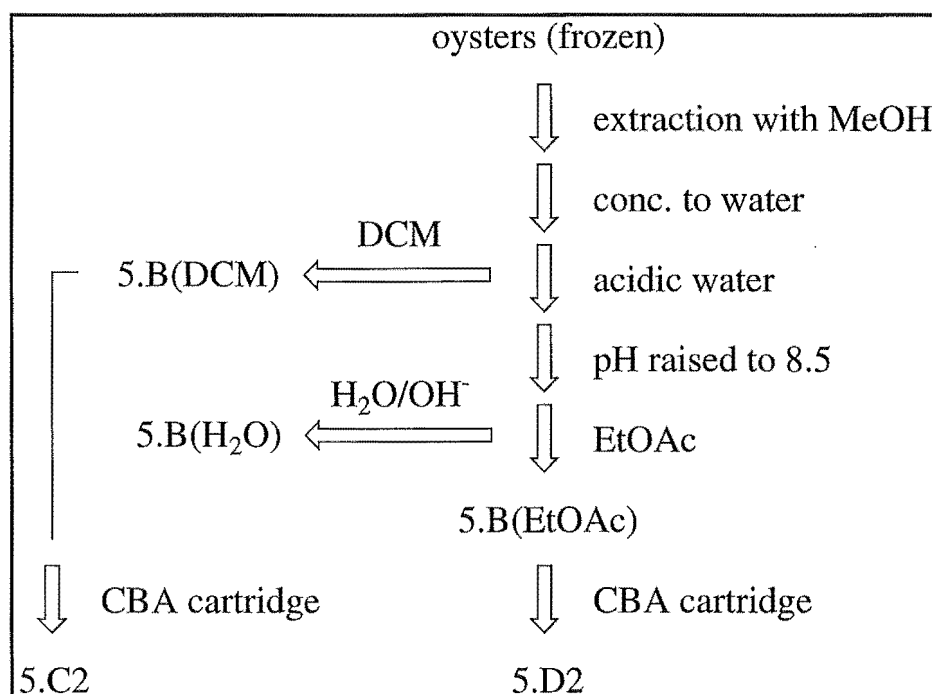 oysters (frozen)
extraction with MeOH
conc. to water
DCM
5.B(DCM)
acidic water
pH raised to 8.5
H₂O/OH⁻
5.B(H₂O)
EtOAc
5.B(EtOAc)
CBA cartridge
CBA cartridge
5.C2
5.D2